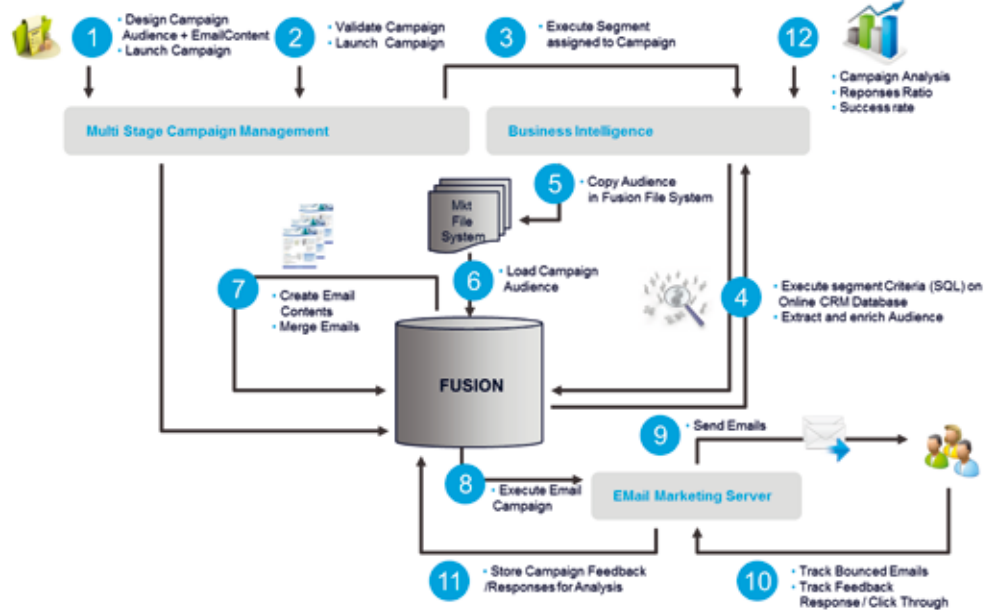 1
• Design Campaign
Audience + EmailContent
• Launch Campaign
2
• Validate Campaign
• Launch Campaign
3
• Execute Segment
assigned to Campaign
12
• Campaign Analysis
• Reponses Ratio
• Success rate
Multi Stage Campaign Management
Business Intelligence
5
• Copy Audience
in Fusion File System
Mkt
File
System
6
• Load Campaign
Audience
7
• Create Email
Contents
• Merge Emails
4
• Execute segment Criteria (SQL) on
Online CRM Database
• Extract and enrich Audience
FUSION
9
• Send Emails
8
• Execute Email
Campaign
EMail Marketing Server
11
• Store Campaign Feedback
/Responses for Analysis
10
• Track Bounced Emails
• Track Feedback
Response / Click Through